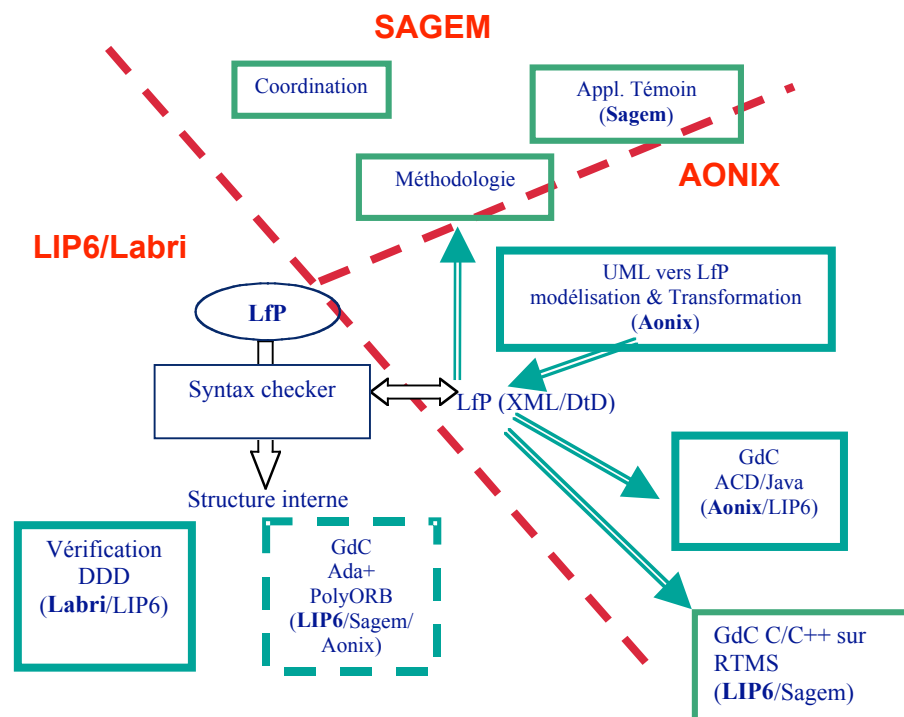 SAGEM
Coordination
Appl. Témoin
(Sagem)
Méthodologie
AONIX
LIP6/Labri
UML vers LfP
modélisation & Transformation
(Aonix)
LfP
Syntax checker
LfP (XML/DtD)
GdC
ACD/Java
(Aonix/LIP6)
Structure interne
Vérification
DDD
(Labri/LIP6)
GdC
Ada+
PolyORB
(LIP6/Sagem/
Aonix)
GdC C/C++ sur
RTMS
(LIP6/Sagem)